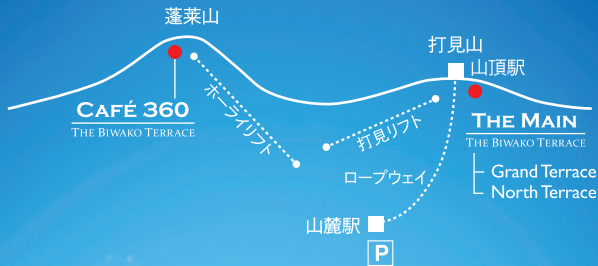 蓬莱山
打見山
山頂駅
CAFÉ 360
THE BIWAKO TERRACE
ホーライリフト
打見リフト
THE MAIN
THE BIWAKO TERRACE
Grand Terrace
North Terrace
ロープウェイ
山麓駅
P